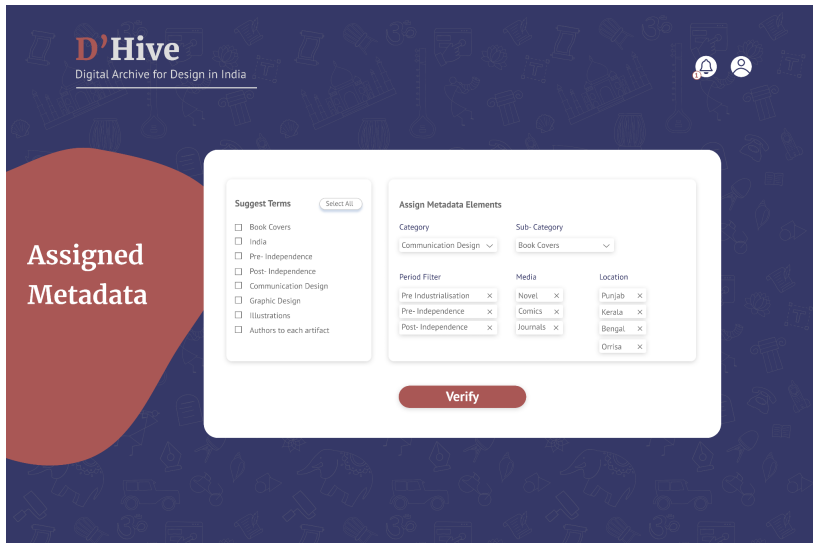 D’Hive
Digital Archive for Design in India
1
Assigned
Metadata
Suggest Terms
Select All
Book Covers
India
Pre- Independence
Post- Independence
Communication Design
Graphic Design
Illustrations
Authors to each artifact
Assign Metadata Elements
Category
Sub- Category
Communication Design
Book Covers
Period Filter
Media
Location
Pre Industrialisation ×
Novel ×
Punjab ×
Pre- Independence ×
Comics ×
Kerala ×
Post- Independence ×
Journals ×
Bengal ×
Orrisa ×
Verify